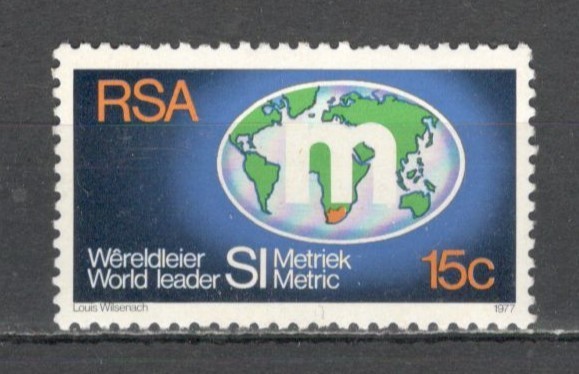 RSA
m
Wêreldleier SI Metriek
World leader Metric
15c
Louis Wilsenach
1977